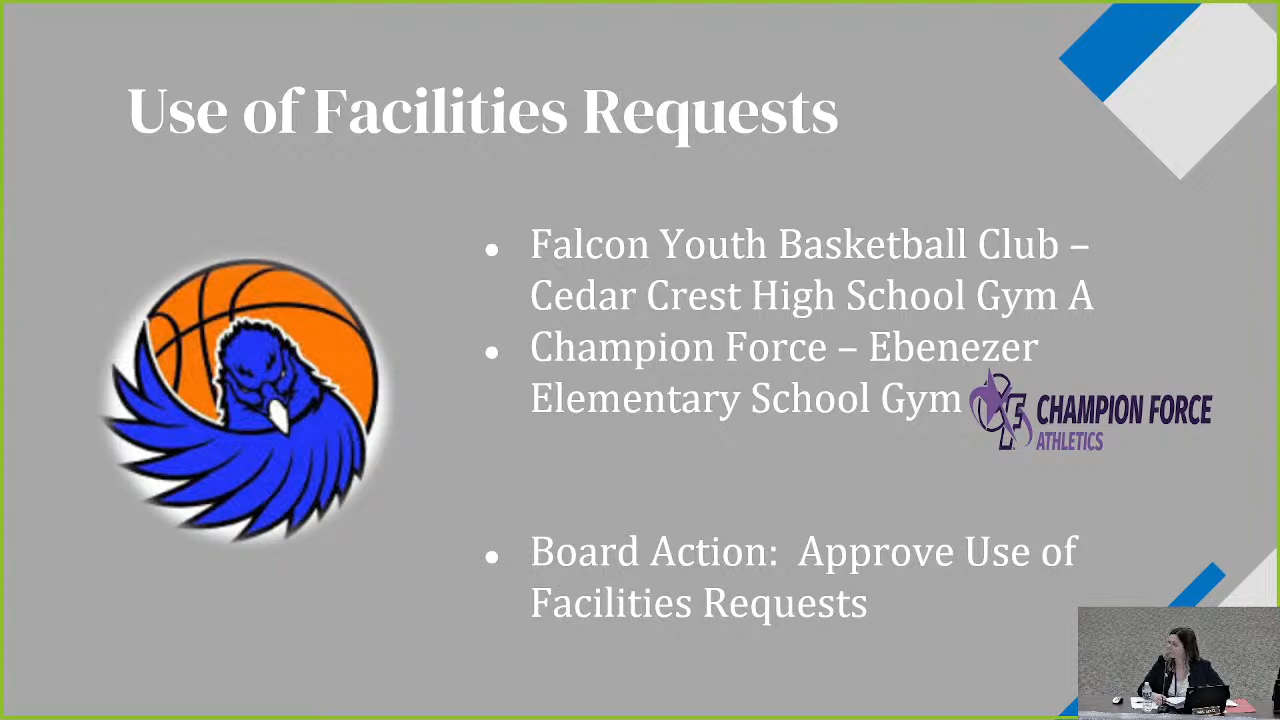 Use of Facilities Requests
● Falcon Youth Basketball Club –
Cedar Crest High School Gym A
● Champion Force – Ebenezer
Elementary School Gym
CHAMPION FORCE
ATHLETICS
● Board Action:  Approve Use of
Facilities Requests